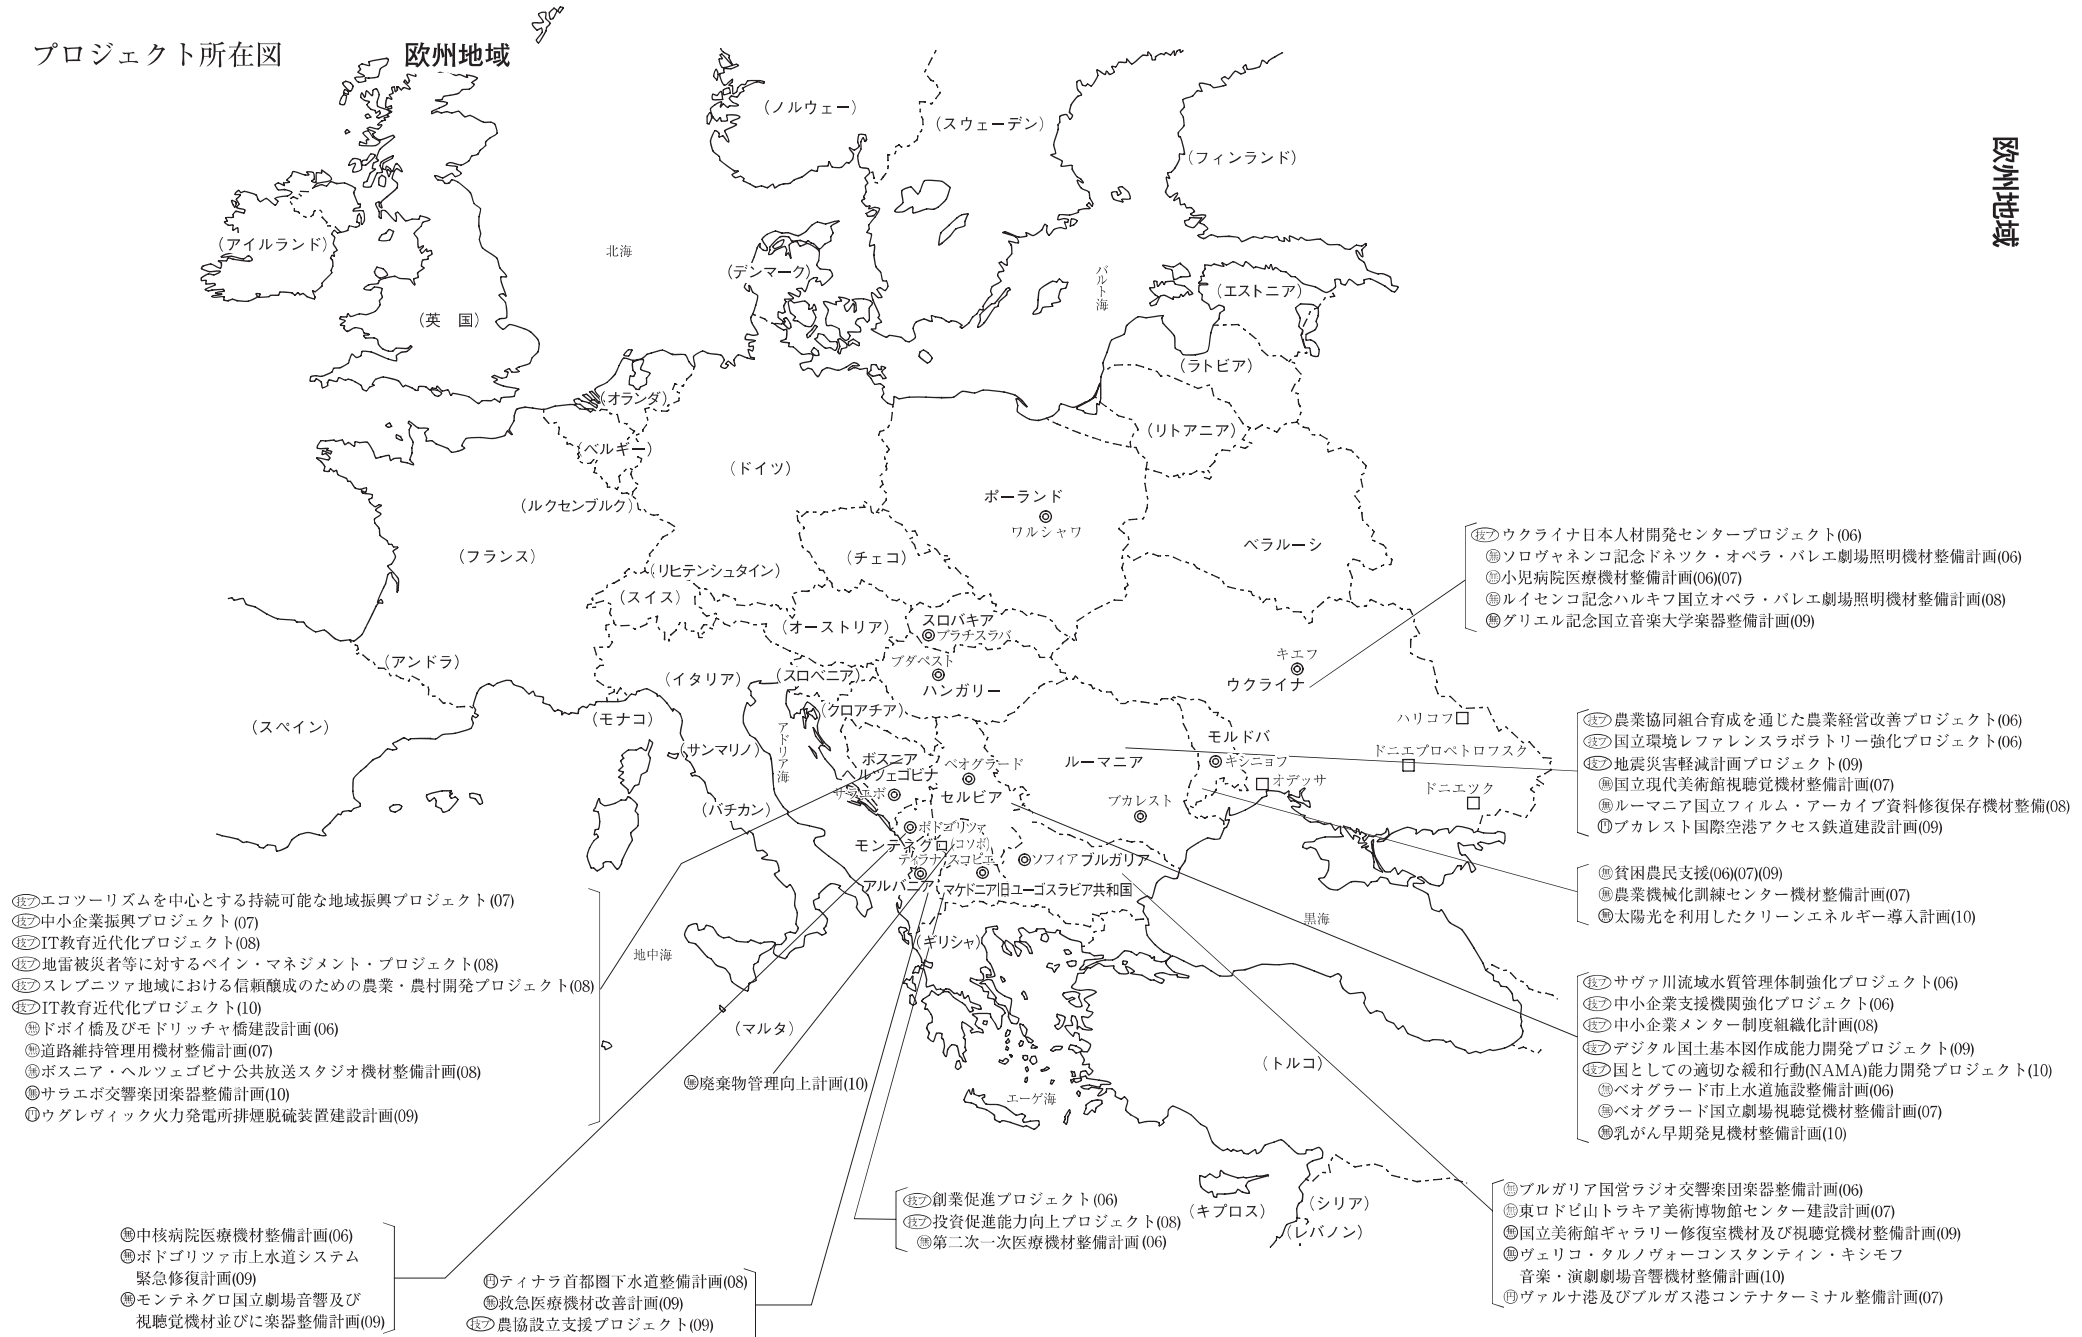 プロジェクト所在図
欧州地域
欧州地域
(ノルウェー)
(スウェーデン)
(フィンランド)
(アイルランド)
北海
(デンマーク)
バルト海
(エストニア)
(英　国)
(ラトビア)
(オランダ)
(リトアニア)
(ベルギー)
(ドイツ)
(ルクセンブルク)
ポーランド
ワルシャワ
(フランス)
(チェコ)
ベラルーシ
(リヒテンシュタイン)
(スイス)
(オーストリア)
スロバキア
ブラチスラバ
ブダペスト
ハンガリー
キエフ
ウクライナ
(アンドラ)
(イタリア)
(スロベニア)
(クロアチア)
(スペイン)
(モナコ)
(サンマリノ)
アドリア海
ボスニア
ヘルツェゴビナ
サラエボ
ベオグラード
セルビア
ルーマニア
ブカレスト
モルドバ
キシニョフ
オデッサ
ハリコフ
ドニエプロペトロフスク
ドニエツク
(バチカン)
ポドゴリツァ
モンテネグロ
(コソボ)
ティラナ
スコピエ
ソフィア
ブルガリア
アルバニア
マケドニア旧ユーゴスラビア共和国
黒海
地中海
(ギリシャ)
(マルタ)
(トルコ)
エーゲ海
(キプロス)
(シリア)
(レバノン)
技プ ウクライナ日本人材開発センタープロジェクト(06)
無 ソロヴャネンコ記念ドネツク・オペラ・バレエ劇場照明機材整備計画(06)
無 小児病院医療機材整備計画(06)(07)
無 ルイセンコ記念ハルキフ国立オペラ・バレエ劇場照明機材整備計画(08)
無 グリエル記念国立音楽大学楽器整備計画(09)
技プ 農業協同組合育成を通じた農業経営改善プロジェクト(06)
技プ 国立環境レファレンスラボラトリー強化プロジェクト(06)
技プ 地震災害軽減計画プロジェクト(09)
無 国立現代美術館視聴覚機材整備計画(07)
無 ルーマニア国立フィルム・アーカイブ資料修復保存機材整備(08)
円 ブカレスト国際空港アクセス鉄道建設計画(09)
無 貧困農民支援(06)(07)(09)
無 農業機械化訓練センター機材整備計画(07)
無 太陽光を利用したクリーンエネルギー導入計画(10)
技プ サヴァ川流域水質管理体制強化プロジェクト(06)
技プ 中小企業支援機関強化プロジェクト(06)
技プ 中小企業メンター制度組織化計画(08)
技プ デジタル国土基本図作成能力開発プロジェクト(09)
技プ 国としての適切な緩和行動(NAMA)能力開発プロジェクト(10)
無 ベオグラード市上水道施設整備計画(06)
無 ベオグラード国立劇場視聴覚機材整備計画(07)
無 乳がん早期発見機材整備計画(10)
無 ブルガリア国営ラジオ交響楽団楽器整備計画(06)
無 東ロドピ山トラキア美術博物館センター建設計画(07)
無 国立美術館ギャラリー修復室機材及び視聴覚機材整備計画(09)
無 ヴェリコ・タルノヴォーコンスタンティン・キシモフ
音楽・演劇劇場音響機材整備計画(10)
円 ヴァルナ港及びブルガス港コンテナターミナル整備計画(07)
技プ エコツーリズムを中心とする持続可能な地域振興プロジェクト(07)
技プ 中小企業振興プロジェクト(07)
技プ IT教育近代化プロジェクト(08)
技プ 地雷被災者等に対するペイン・マネジメント・プロジェクト(08)
技プ スレブニツァ地域における信頼醸成のための農業・農村開発プロジェクト(08)
技プ IT教育近代化プロジェクト(10)
無 ドボイ橋及びモドリッチャ橋建設計画(06)
無 道路維持管理用機材整備計画(07)
無 ボスニア・ヘルツェゴビナ公共放送スタジオ機材整備計画(08)
無 サラエボ交響楽団楽器整備計画(10)
円 ウグレヴィック火力発電所排煙脱硫装置建設計画(09)
無 廃棄物管理向上計画(10)
無 中核病院医療機材整備計画(06)
無 ポドゴリツァ市上水道システム
緊急修復計画(09)
無 モンテネグロ国立劇場音響及び
視聴覚機材並びに楽器整備計画(09)
円 ティナラ首都圏下水道整備計画(08)
無 救急医療機材改善計画(09)
技プ 農協設立支援プロジェクト(09)
技プ 創業促進プロジェクト(06)
技プ 投資促進能力向上プロジェクト(08)
無 第二次一次医療機材整備計画(06)